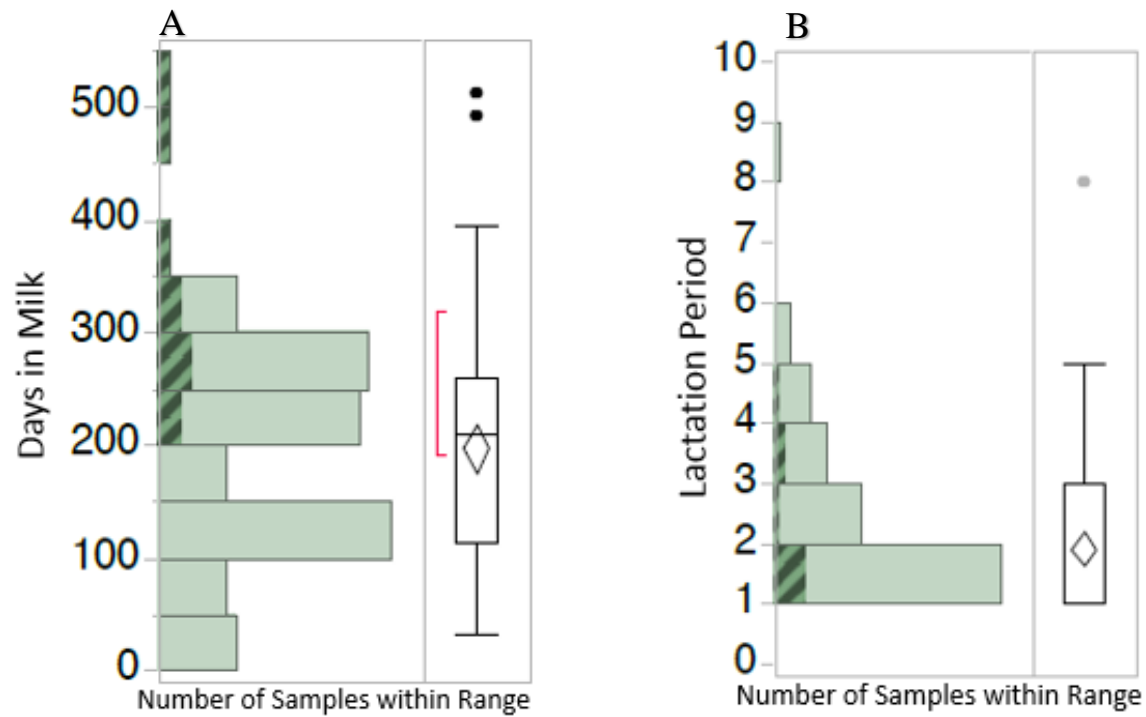 A
500
400
300
200
100
0
Days in Milk
Number of Samples within Range
B
10
9
8
7
6
5
4
3
2
1
0
Lactation Period
Number of Samples within Range